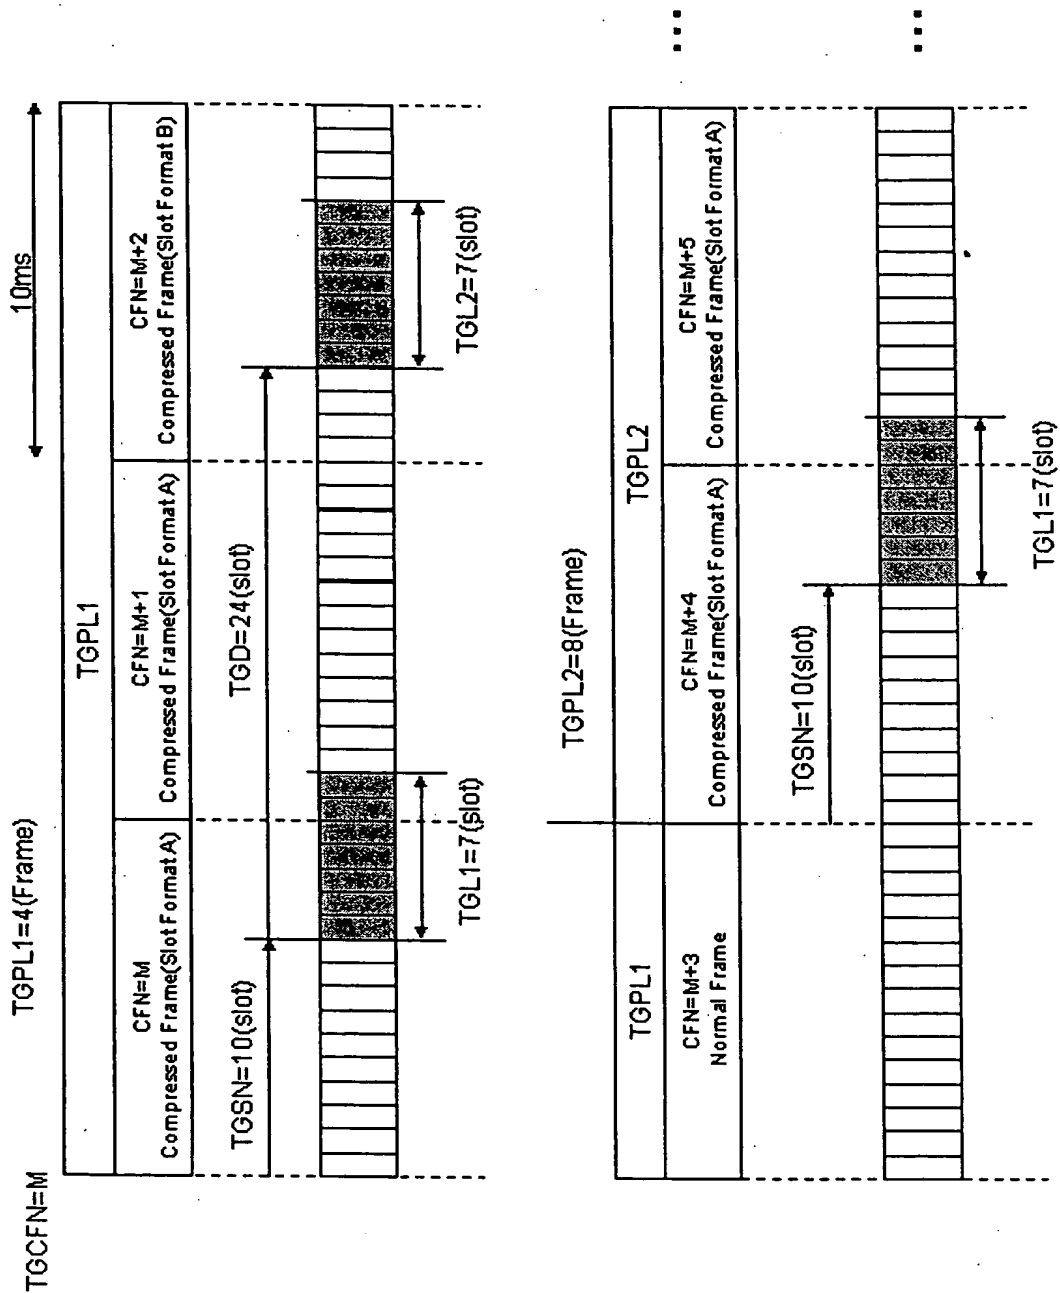 TGCFN=M
TGPL1=4(Frame)
10ms
TGPL1
CFN=M
Compressed Frame(Slot Format A)
CFN=M+1
Compressed Frame(Slot Format A)
CFN=M+2
Compressed Frame(Slot Format B)
TGSN=10(slot)
TGD=24(slot)
TGL1=7(slot)
TGL2=7(slot)
TGPL2=8(Frame)
TGPL1
TGPL2
CFN=M+3
Normal Frame
CFN=M+4
Compressed Frame(Slot Format A)
CFN=M+5
Compressed Frame(Slot Format A)
TGSN=10(slot)
TGL1=7(slot)